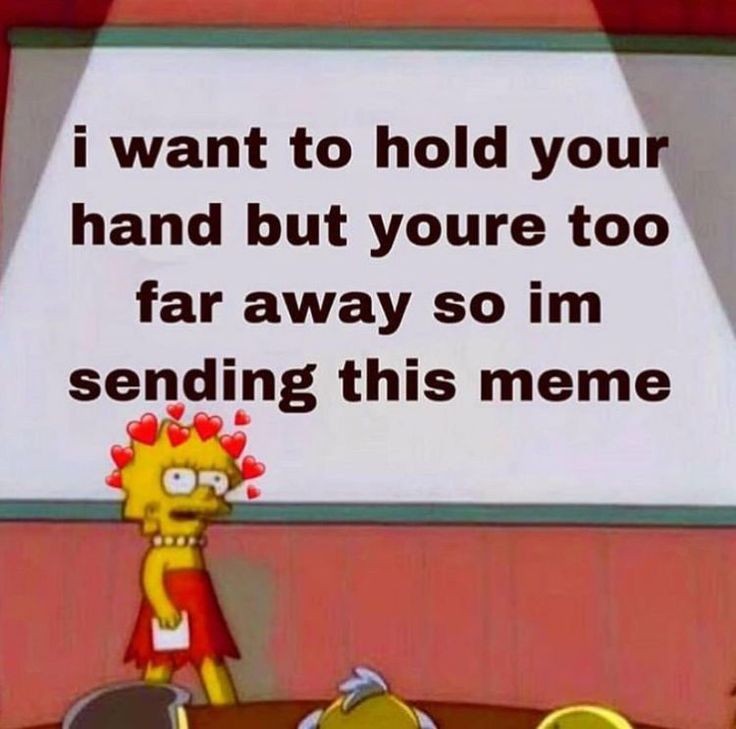 i want to hold your
hand but youre too
far away so im
sending this meme